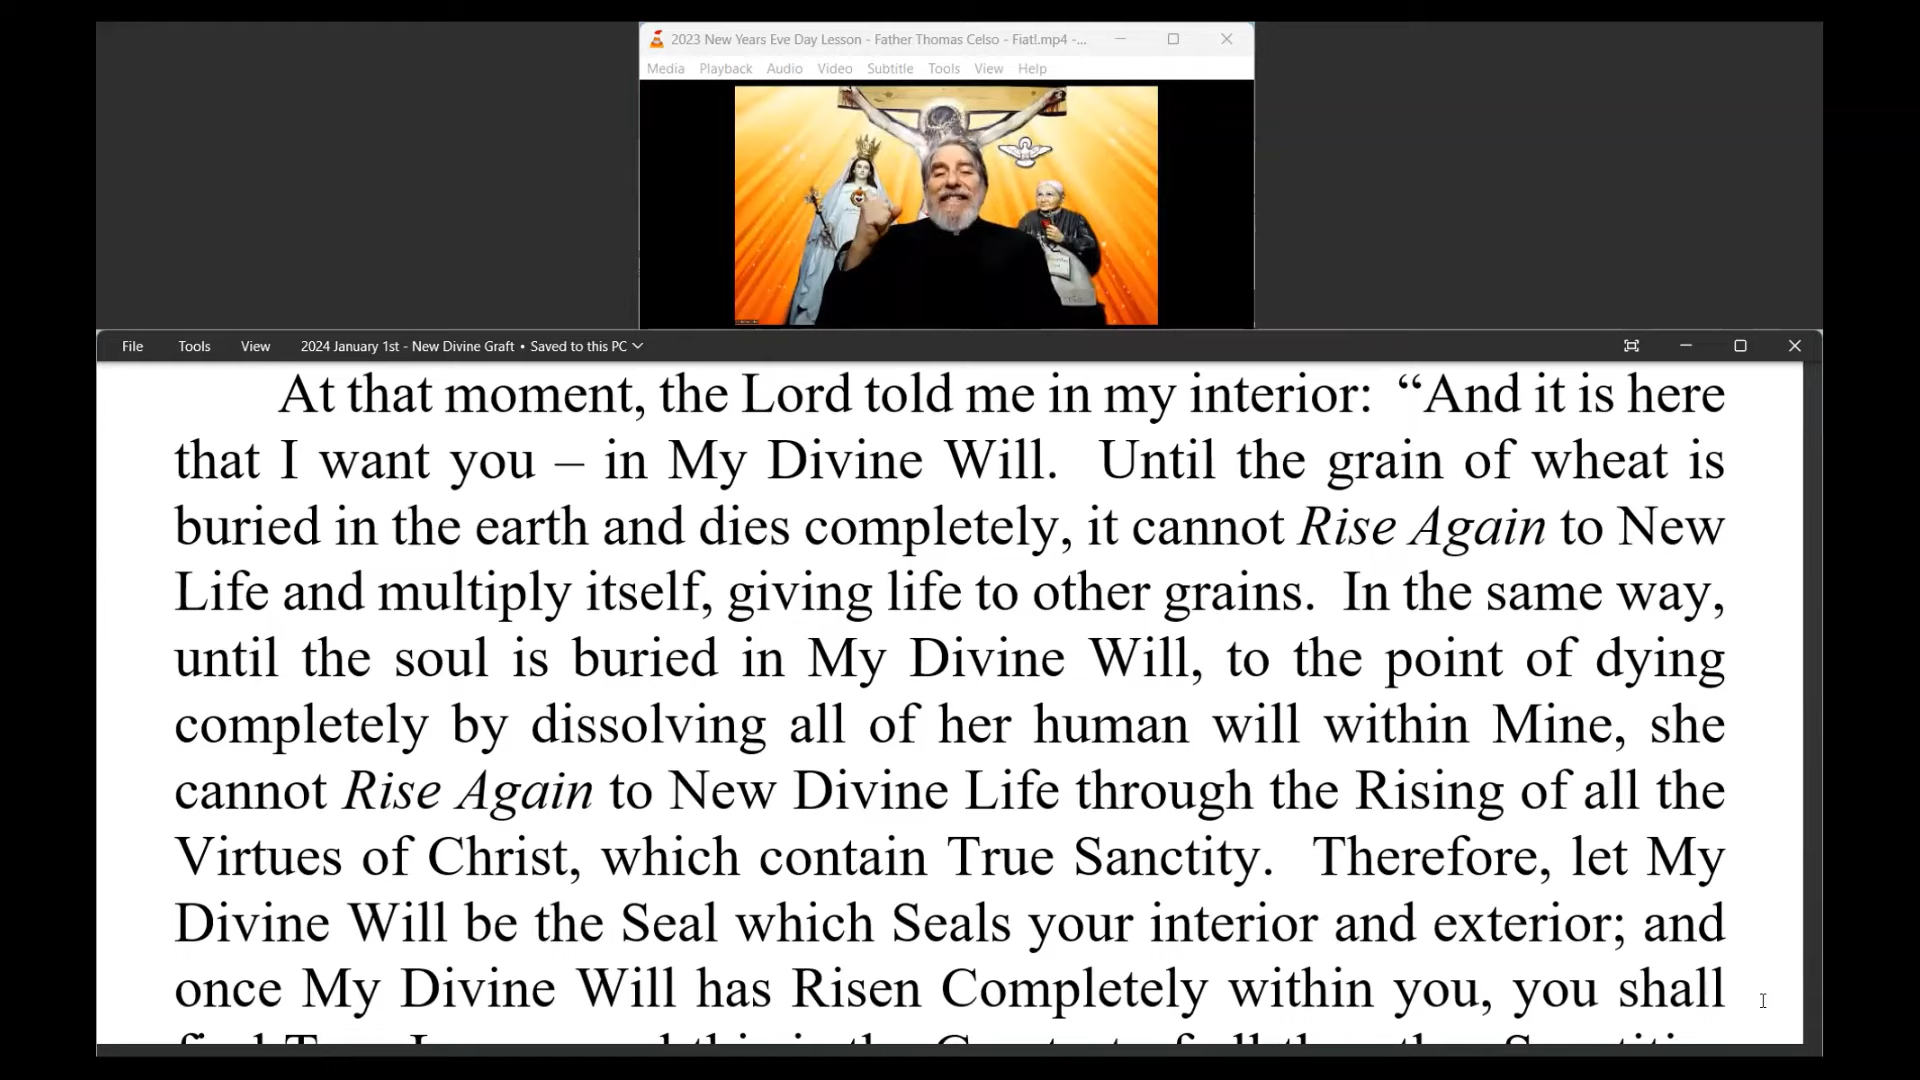 2023 New Years Eve Day Lesson - Father Thomas Celso - Fiat!.mp4 -...
Media Playback Audio Video Subtitle Tools View Help
File Tools View 2024 January 1st - New Divine Graft • Saved to this PC
At that moment, the Lord told me in my interior: “And it is here
that I want you – in My Divine Will. Until the grain of wheat is
buried in the earth and dies completely, it cannot Rise Again to New
Life and multiply itself, giving life to other grains. In the same way,
until the soul is buried in My Divine Will, to the point of dying
completely by dissolving all of her human will within Mine, she
cannot Rise Again to New Divine Life through the Rising of all the
Virtues of Christ, which contain True Sanctity. Therefore, let My
Divine Will be the Seal which Seals your interior and exterior; and
once My Divine Will has Risen Completely within you, you shall